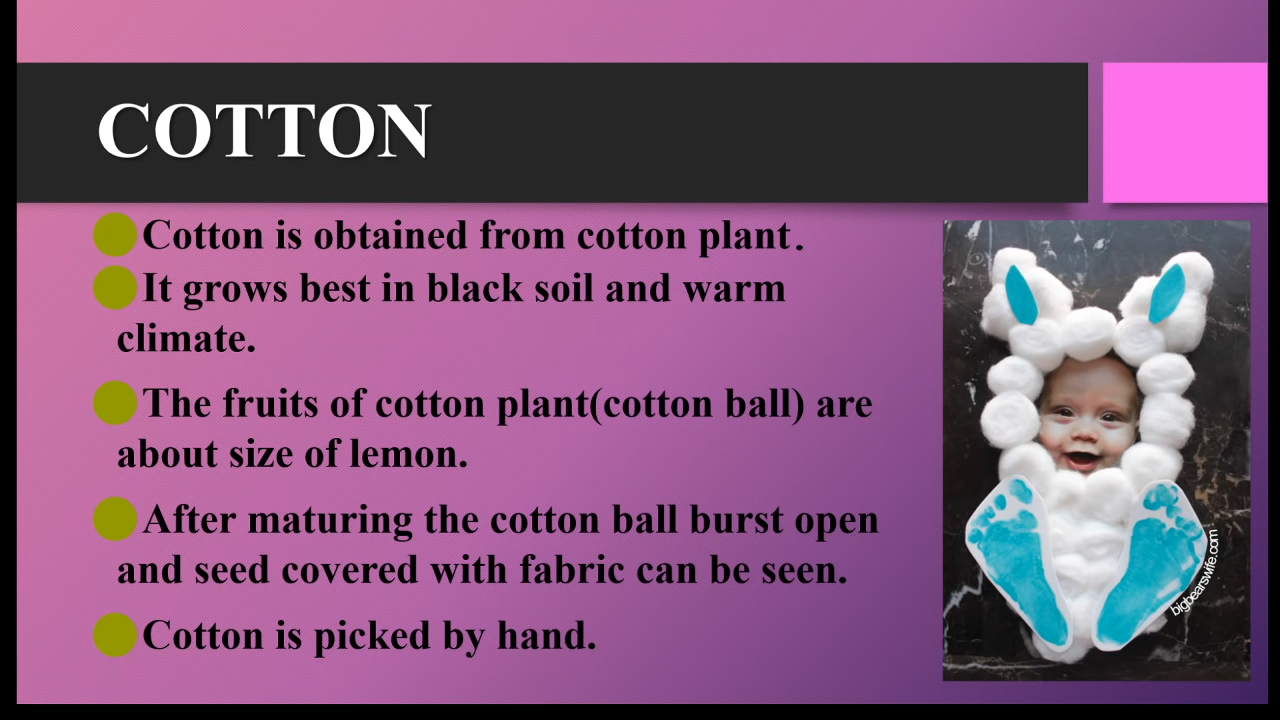 COTTON
Cotton is obtained from cotton plant.
It grows best in black soil and warm
climate.
The fruits of cotton plant(cotton ball) are
about size of lemon.
After maturing the cotton ball burst open
and seed covered with fabric can be seen.
Cotton is picked by hand.
bigbearswife.com